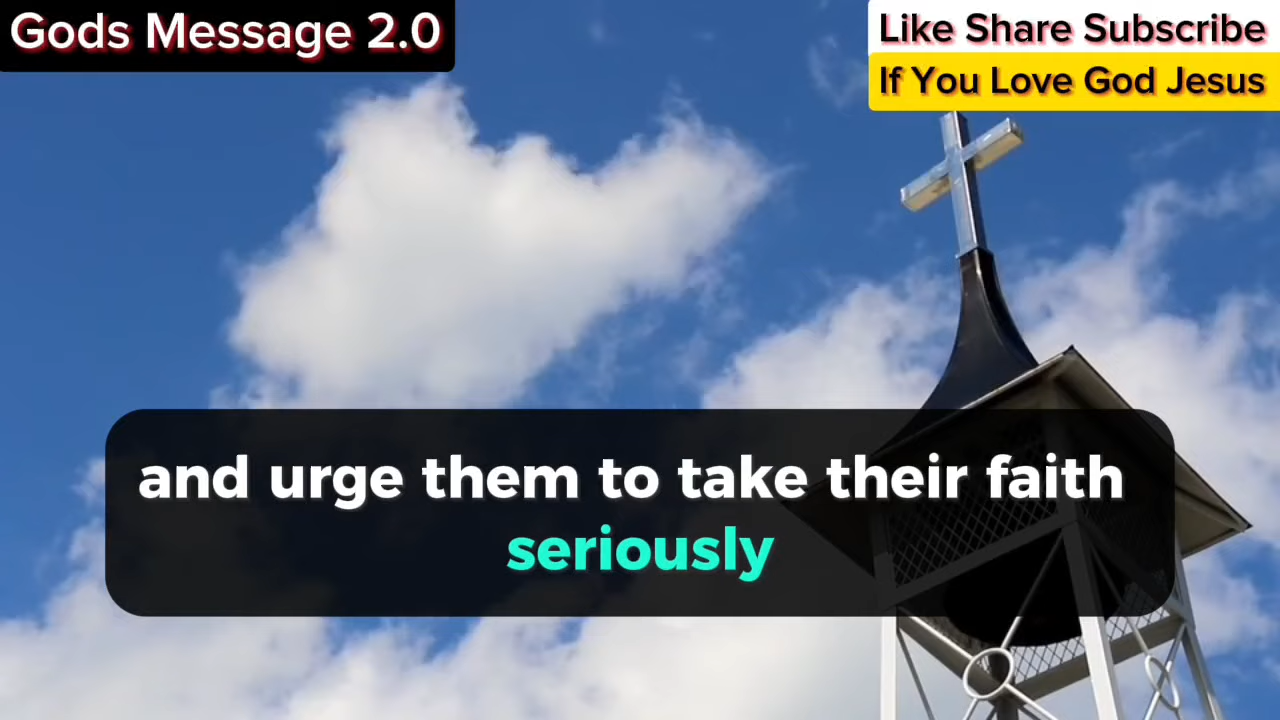 Gods Message 2.0
Like Share Subscribe
If You Love God Jesus
and urge them to take their faith
seriously